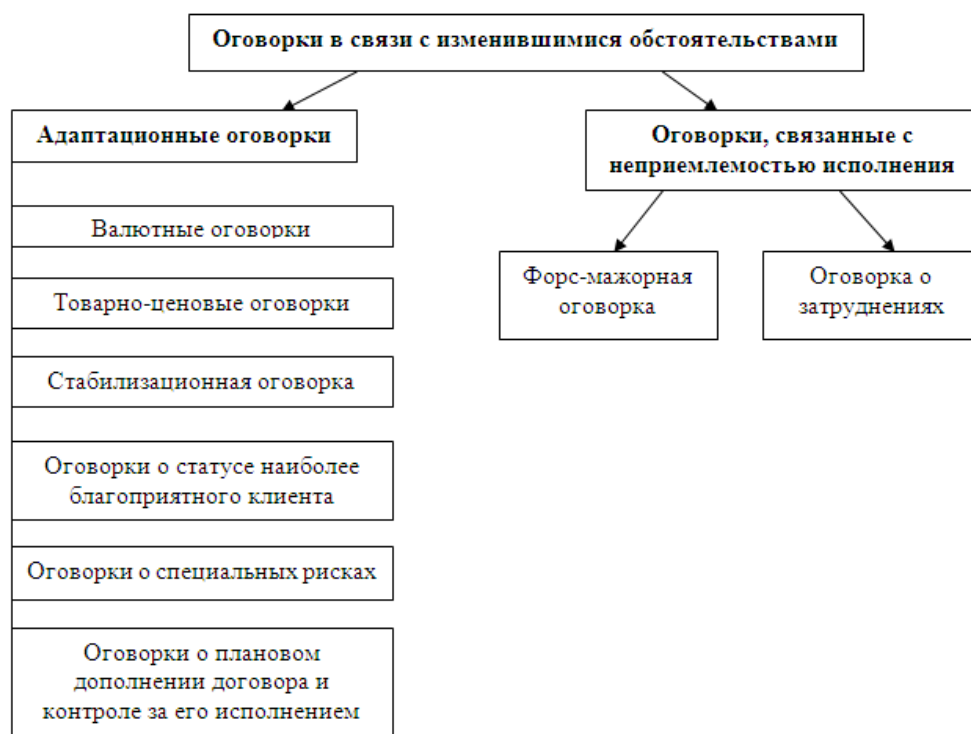 Оговорки в связи с изменившимися обстоятельствами
Адаптационные оговорки
Валютные оговорки
Товарно-ценовые оговорки
Стабилизационная оговорка
Оговорки о статусе наиболее
благоприятного клиента
Оговорки о специальных рисках
Оговорки о плановом
дополнении договора и
контроле за его исполнением
Оговорки, связанные с
неприемлемостью исполнения
Форс-мажорная
оговорка
Оговорка о
затруднениях